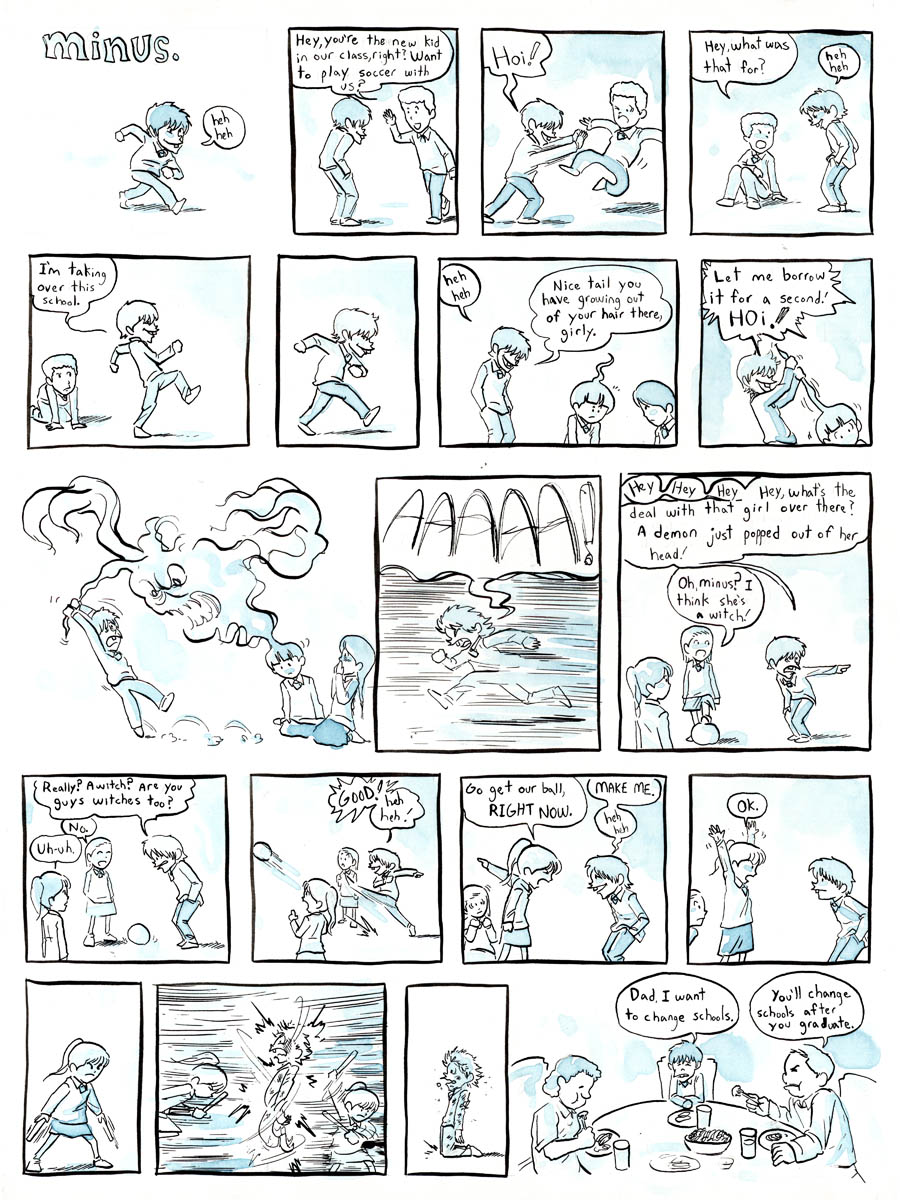 minus.
heh
heh
Hey, you're the new kid
in our class, right? Want
to play soccer with
us?
Hoi!
Hey, what was
that for?
heh
heh
I'm taking
over this
school.
heh
heh
Nice tail you
have growing out
of your hair there,
girly.
Let me borrow
it for a second!
HOi!!
AAAAA!
Hey Hey Hey Hey, what's the
deal with that girl over there?
A demon just popped out of her
head!
Oh, minus? I
think she's
a witch!
Really? A witch? Are you
guys witches too?
No.
Uh-uh.
GOOD!
heh
heh!
Go get our ball,
RIGHT NOW.
MAKE ME.
heh
heh
OK.
Dad, I want
to change schools.
You'll change
schools after
you graduate.